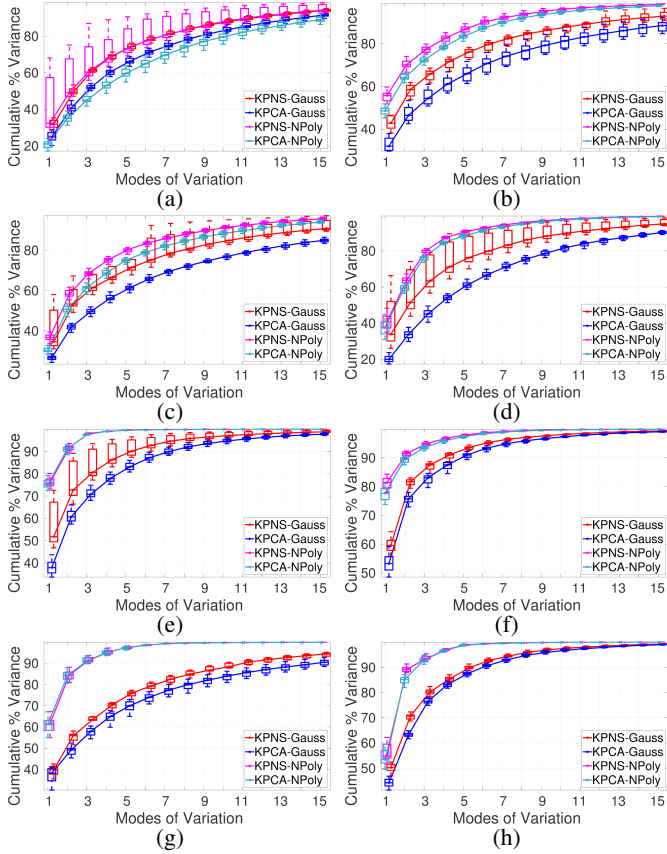 Cumulative % Variance
80
60
40
20
1 3 5 7 9 11 13 15
Modes of Variation
KPNS-Gauss
KPCA-Gauss
KPNS-NPoly
KPCA-NPoly
(a)
Cumulative % Variance
80
60
40
1 3 5 7 9 11 13 15
Modes of Variation
KPNS-Gauss
KPCA-Gauss
KPNS-NPoly
KPCA-NPoly
(b)
Cumulative % Variance
80
60
40
1 3 5 7 9 11 13 15
Modes of Variation
KPNS-Gauss
KPCA-Gauss
KPNS-NPoly
KPCA-NPoly
(c)
Cumulative % Variance
80
60
40
20
1 3 5 7 9 11 13 15
Modes of Variation
KPNS-Gauss
KPCA-Gauss
KPNS-NPoly
KPCA-NPoly
(d)
Cumulative % Variance
90
80
70
60
50
40
1 3 5 7 9 11 13 15
Modes of Variation
KPNS-Gauss
KPCA-Gauss
KPNS-NPoly
KPCA-NPoly
(e)
Cumulative % Variance
100
90
80
70
60
50
1 3 5 7 9 11 13 15
Modes of Variation
KPNS-Gauss
KPCA-Gauss
KPNS-NPoly
KPCA-NPoly
(f)
Cumulative % Variance
90
80
70
60
50
40
1 3 5 7 9 11 13 15
Modes of Variation
KPNS-Gauss
KPCA-Gauss
KPNS-NPoly
KPCA-NPoly
(g)
Cumulative % Variance
90
80
70
60
50
1 3 5 7 9 11 13 15
Modes of Variation
KPNS-Gauss
KPCA-Gauss
KPNS-NPoly
KPCA-NPoly
(h)